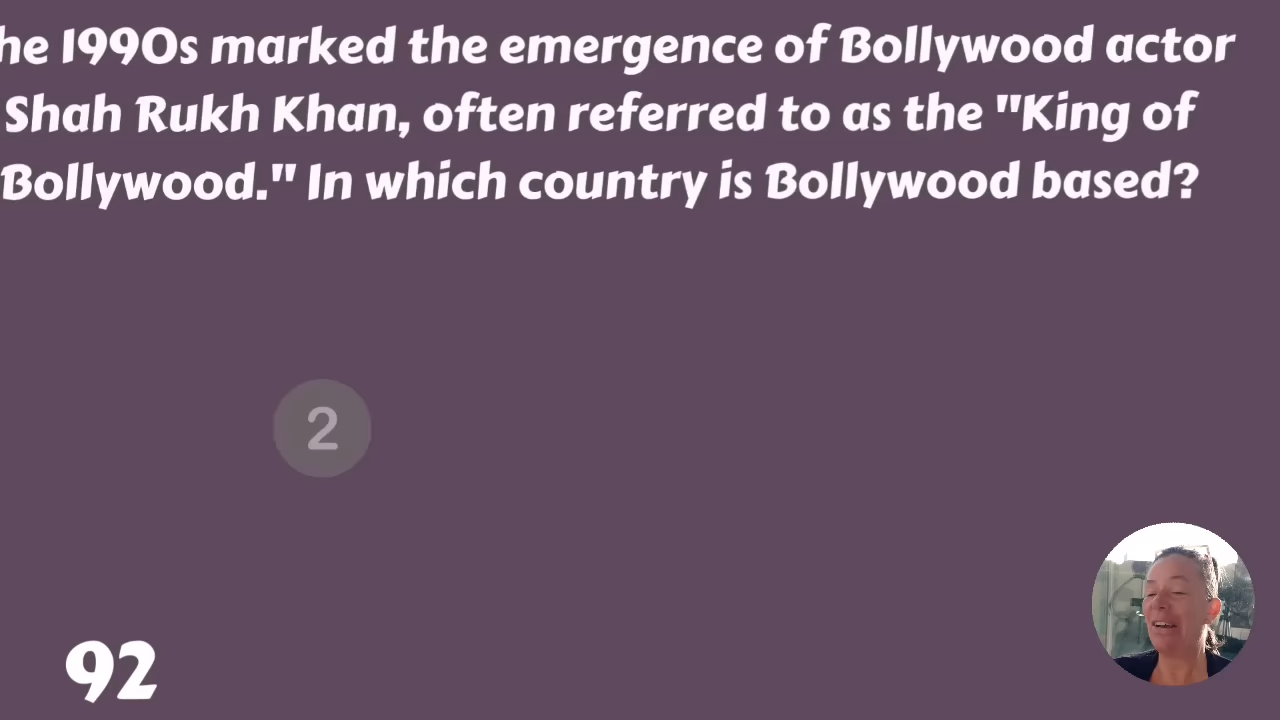 he 1990s marked the emergence of Bollywood actor
Shah Rukh Khan, often referred to as the "King of
Bollywood." In which country is Bollywood based?
2
92